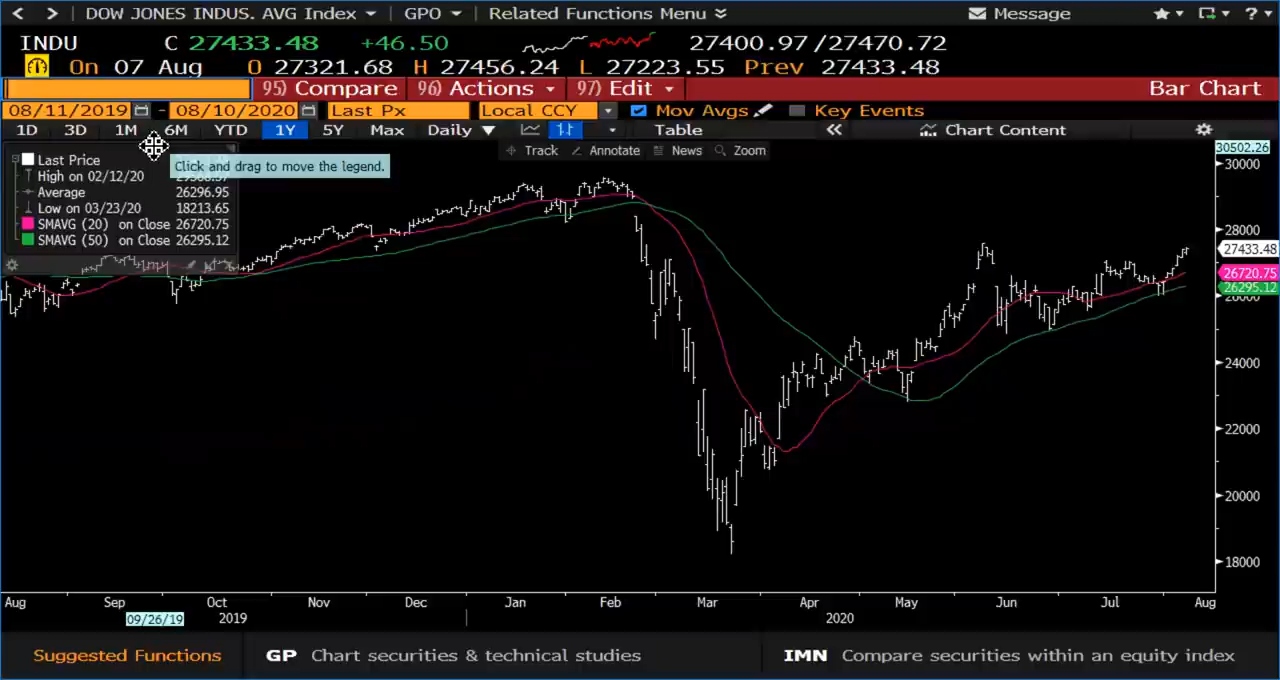 < > DOW JONES INDUS. AVG Index GPO Related Functions Menu Message ?
INDU C 27433.48 +46.50 27400.97 /27470.72
On 07 Aug O 27321.68 H 27456.24 L 27223.55 Prev 27433.48
95) Compare 96) Actions 97) Edit Bar Chart
08/11/2019 - 08/10/2020 Last Px Local CCY Mov Avgs Key Events
1D 3D 1M 6M YTD 1Y 5Y Max Daily Table « Chart Content
Track Annotate News Zoom
Click and drag to move the legend.
Last Price
High on 02/12/20
Average 26296.95
Low on 03/23/20 18213.65
SMAVG (20) on Close 26720.75
SMAVG (50) on Close 26295.12
30502.26
30000
28000
27433.48
26720.75
26295.12
24000
22000
20000
18000
Aug Sep Oct Nov Dec Jan Feb Mar Apr May Jun Jul Aug
09/26/19 2019 2020
Suggested Functions GP Chart securities & technical studies IMN Compare securities within an equity index